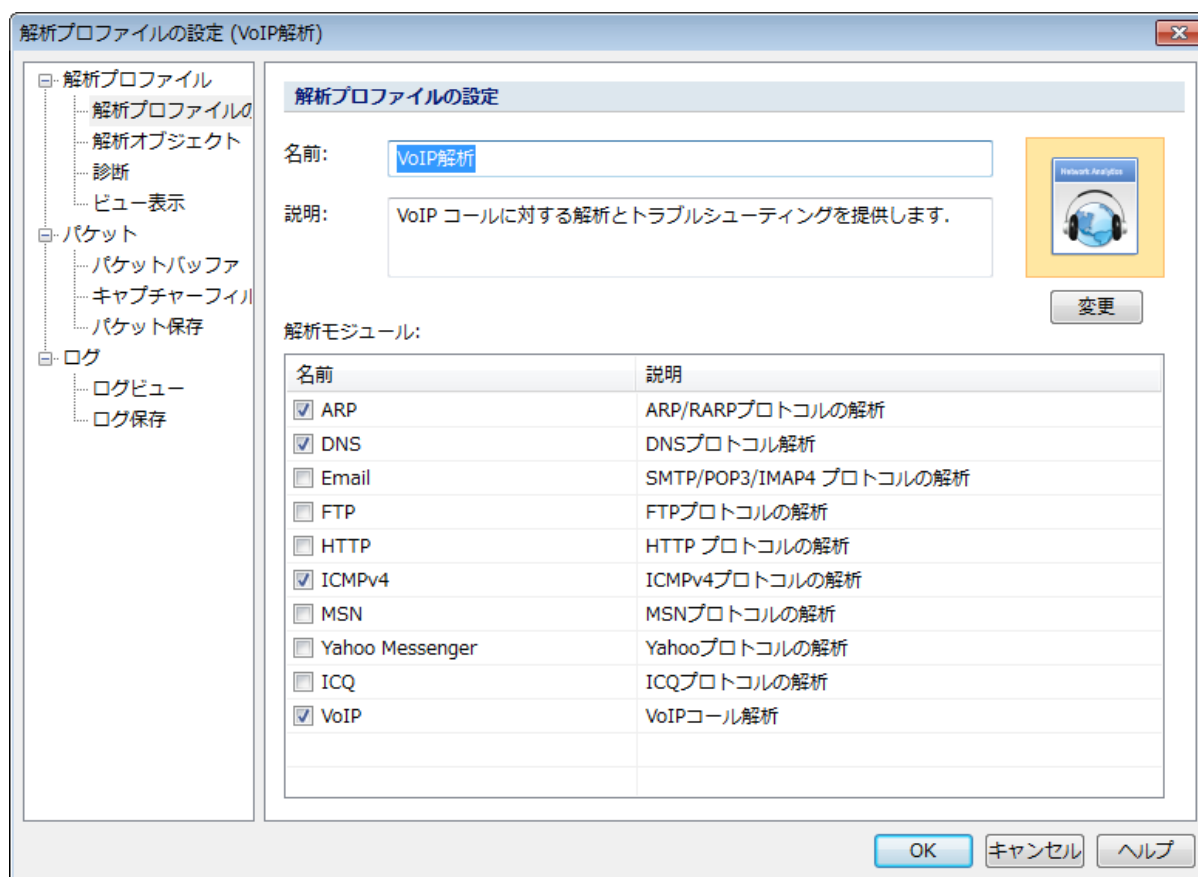 解析プロファイルの設定 (VoIP解析)
解析プロファイル
解析プロファイルの
解析オブジェクト
診断
ビュー表示
パケット
パケットバッファ
キャプチャーフィル
パケット保存
ログ
ログビュー
ログ保存
解析プロファイルの設定
名前: VoIP解析
説明: VoIP コールに対する解析とトラブルシューティングを提供します.
Network Analytics
変更
解析モジュール:
名前 説明
ARP ARP/RARPプロトコルの解析
DNS DNSプロトコル解析
Email SMTP/POP3/IMAP4 プロトコルの解析
FTP FTPプロトコルの解析
HTTP HTTP プロトコルの解析
ICMPv4 ICMPv4プロトコルの解析
MSN MSNプロトコルの解析
Yahoo Messenger Yahooプロトコルの解析
ICQ ICQプロトコルの解析
VoIP VoIPコール解析
OK キャンセル ヘルプ